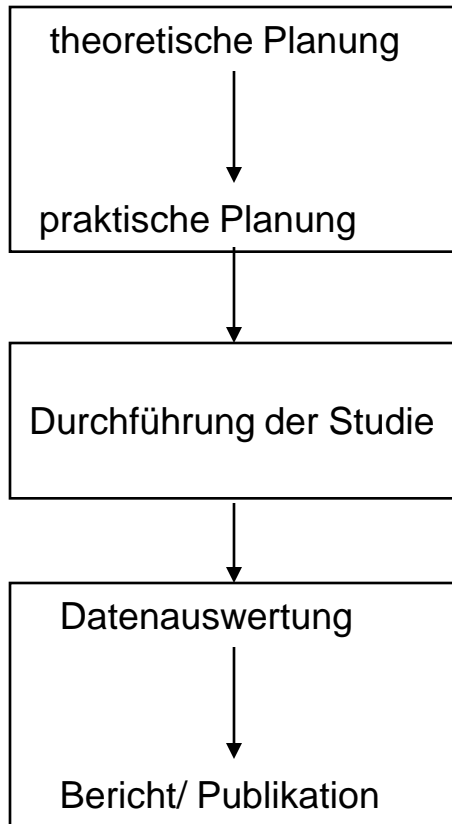 theoretische Planung
praktische Planung
Durchführung der Studie
Datenauswertung
Bericht/ Publikation